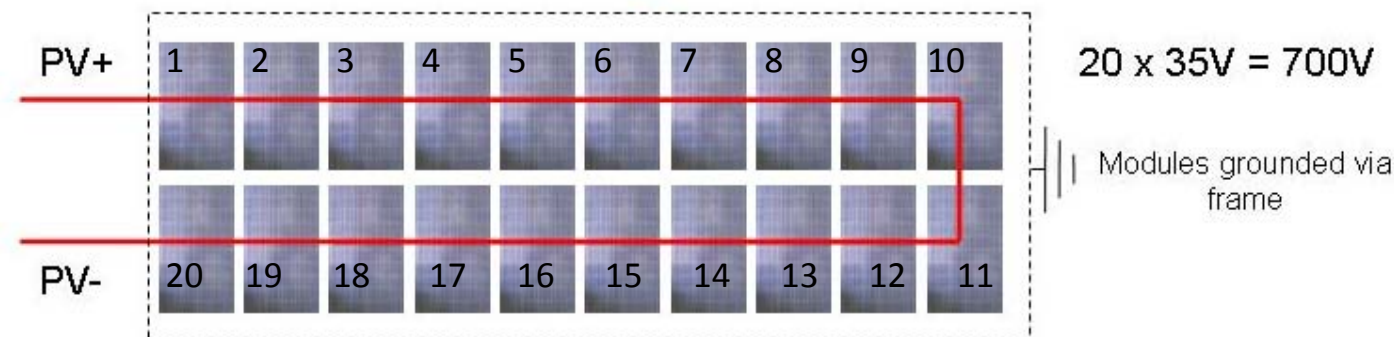 PV+
1 2 3 4 5 6 7 8 9 10
20 x 35V = 700V
Modules grounded via
frame
PV-
20 19 18 17 16 15 14 13 12 11